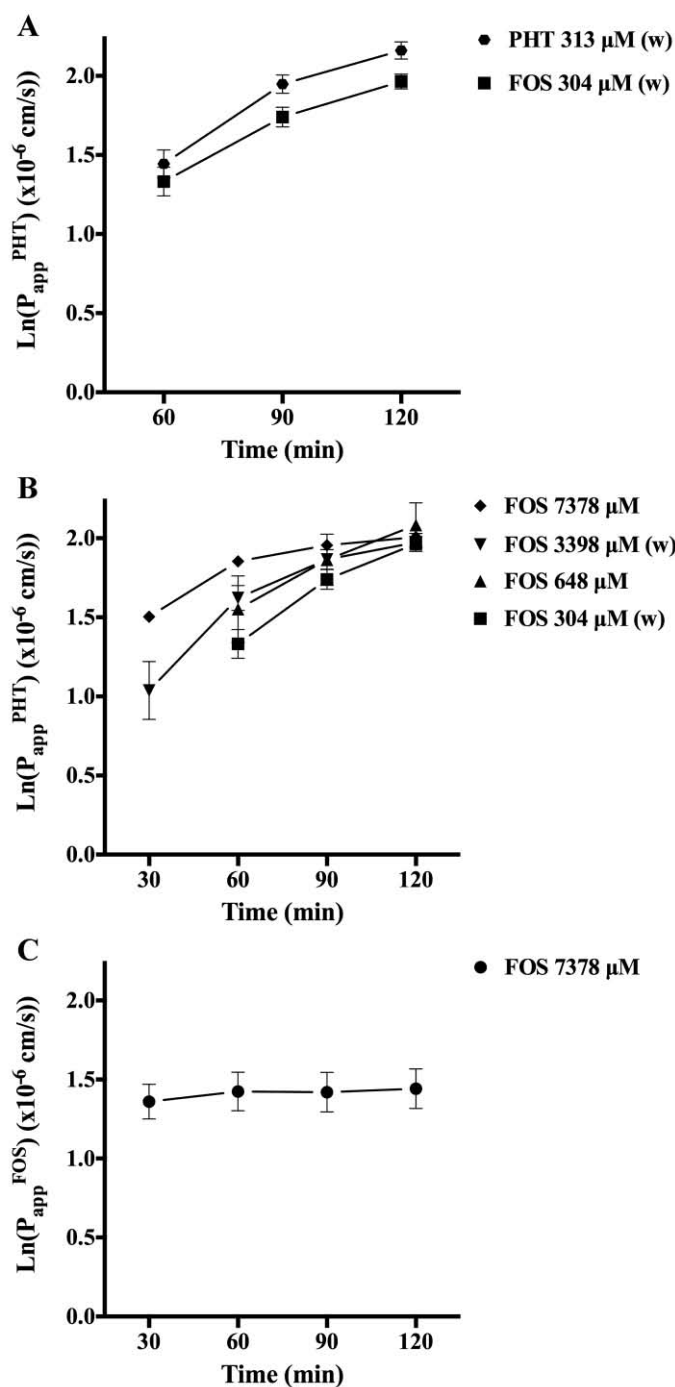 A
PHT 313 µM (w)
FOS 304 µM (w)
2.0
1.5
1.0
0.5
0.0
Ln(P_app^PHT) (x10⁻⁶ cm/s))
60 90 120
Time (min)
B
FOS 7378 µM
FOS 3398 µM (w)
FOS 648 µM
FOS 304 µM (w)
2.0
1.5
1.0
0.5
0.0
Ln(P_app^PHT) (x10⁻⁶ cm/s))
30 60 90 120
Time (min)
C
FOS 7378 µM
2.0
1.5
1.0
0.5
0.0
Ln(P_app^FOS) (x10⁻⁶ cm/s))
30 60 90 120
Time (min)